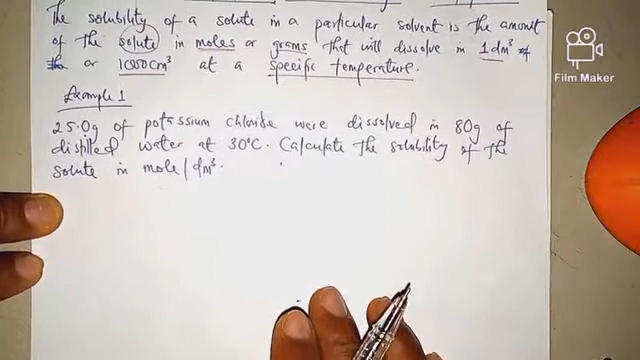 The solubility of a solute in a particular solvent is the amount
of the solute in moles or grams that will dissolve in 1dm³ of
or 1000cm³ at a specific temperature.
Example 1
25.0g of potassium chloride were dissolved in 80g of
distilled water at 30°C. Calculate the solubility of the
solute in mole/dm³.
Film Maker